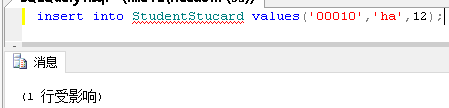 insert into StudentStucard values('00010','ha',12);
消息
(1 行受影响)